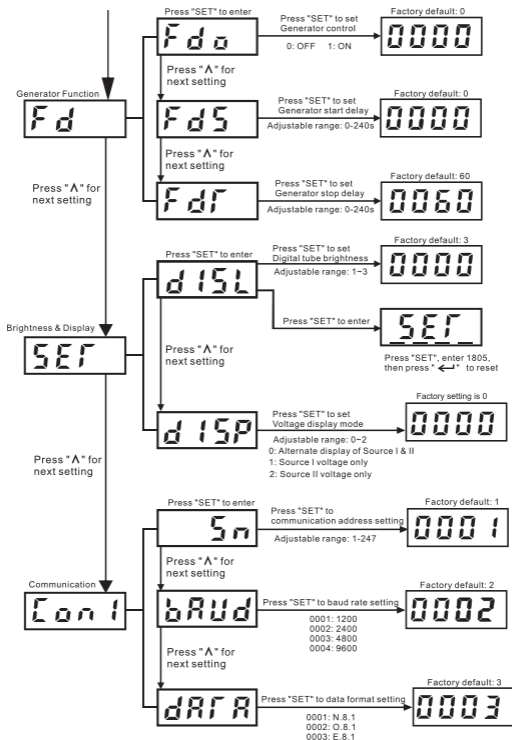 Press "SET" to enter
Fdo
Press "SET" to set
Generator control
0: OFF 1: ON
Factory default: 0
0000
Press "∧" for
next setting
Generator Function
Fd
Press "SET" to set
Generator start delay
Adjustable range: 0-240s
FdS
Factory default: 0
0000
Press "∧" for
next setting
Press "∧" for
next setting
FdT
Press "SET" to set
Generator stop delay
Adjustable range: 0-240s
Factory default: 60
0060
Press "SET" to enter
dISL
Press "SET" to set
Digital tube brightness
Adjustable range: 1~3
Factory default: 3
0000
Press "SET" to enter
SET
Press "SET", enter 1805,
then press "↵" to reset
Brightness & Display
SET
Press "∧" for
next setting
dISP
Press "SET" to set
Voltage display mode
Adjustable range: 0~2
0: Alternate display of Source I & II
1: Source I voltage only
2: Source II voltage only
Factory setting is 0
0000
Press "∧" for
next setting
Press "SET" to enter
Sn
Press "SET" to
communication address setting
Adjustable range: 1-247
Factory default: 1
0001
Press "∧" for
next setting
Communication
Con1
bAUd
Press "SET" to baud rate setting
0001: 1200
0002: 2400
0003: 4800
0004: 9600
Factory default: 2
0002
Press "∧" for
next setting
dATA
Press "SET" to data format setting
0001: N.8.1
0002: O.8.1
0003: E.8.1
Factory default: 3
0003